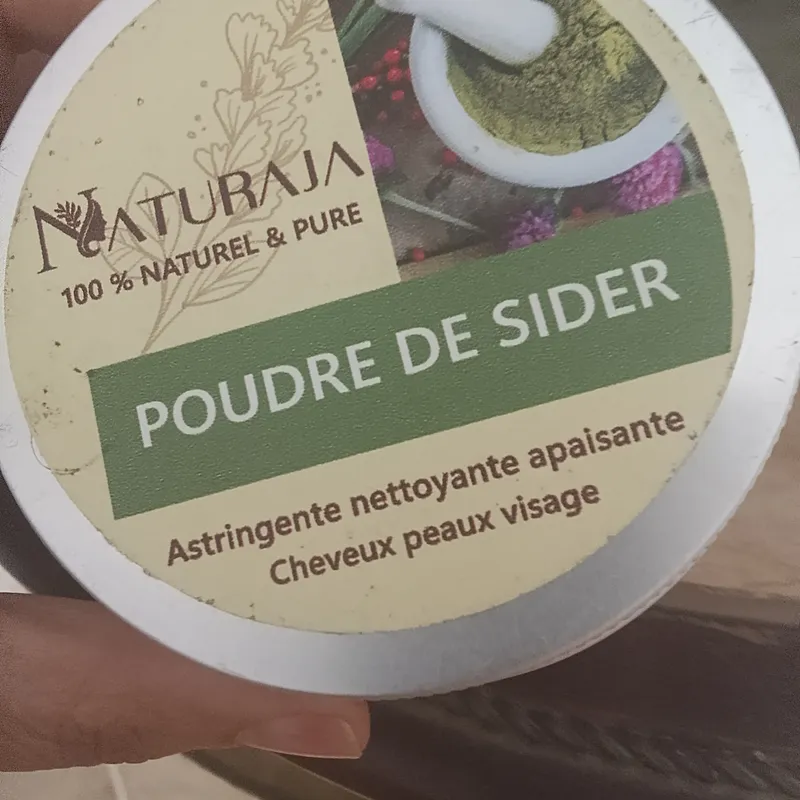 NATURAJA
100 % NATUREL & PURE
POUDRE DE SIDER
Astringente nettoyante apaisante
Cheveux peaux visage